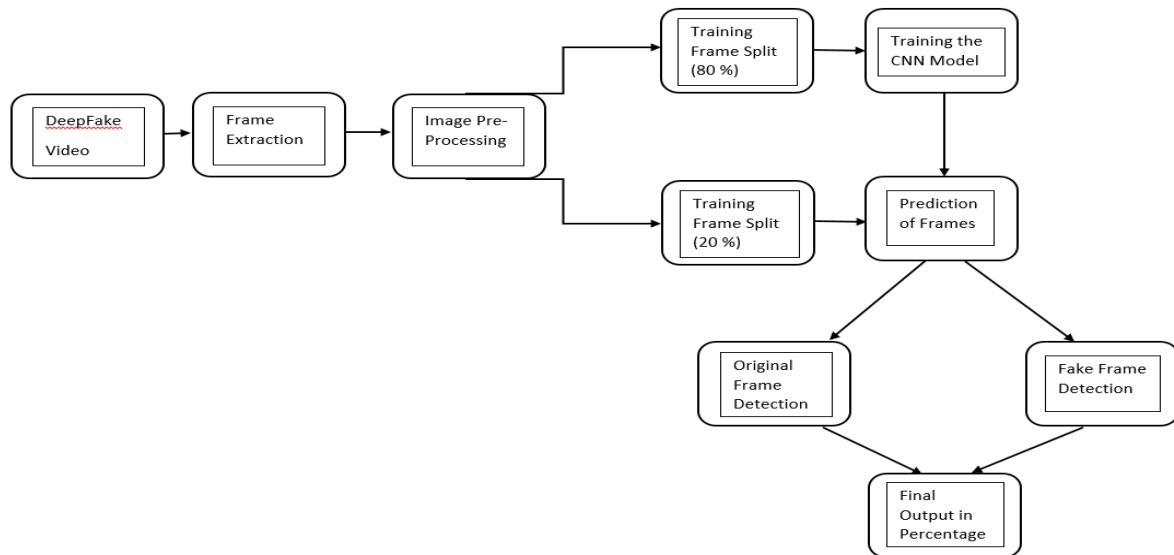 DeepFake
Video
Frame
Extraction
Image Pre-
Processing
Training
Frame Split
(80 %)
Training the
CNN Model
Training
Frame Split
(20 %)
Prediction
of Frames
Original
Frame
Detection
Fake Frame
Detection
Final
Output in
Percentage